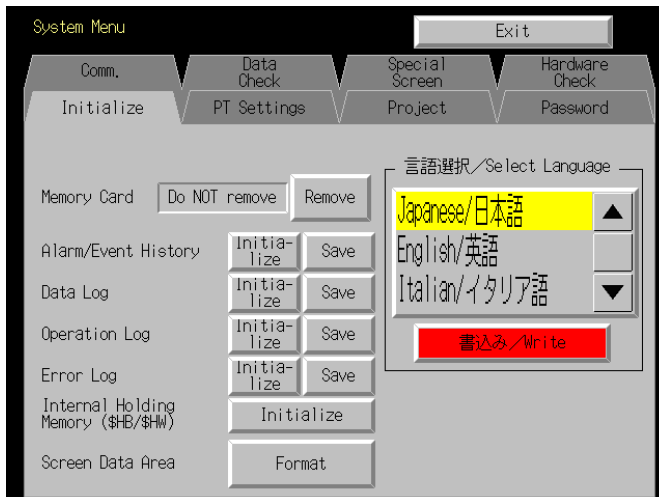 System Menu
Exit
Comm.
Data
Check
Special
Screen
Hardware
Check
Initialize
PT Settings
Project
Password
Memory Card
Do NOT remove
Remove
Alarm/Event History
Initia-
lize
Save
Data Log
Initia-
lize
Save
Operation Log
Initia-
lize
Save
Error Log
Initia-
lize
Save
Internal Holding
Memory ($HB/$HW)
Initialize
Screen Data Area
Format
言語選択/Select Language
Japanese/日本語
English/英語
Italian/イタリア語
書込み/Write